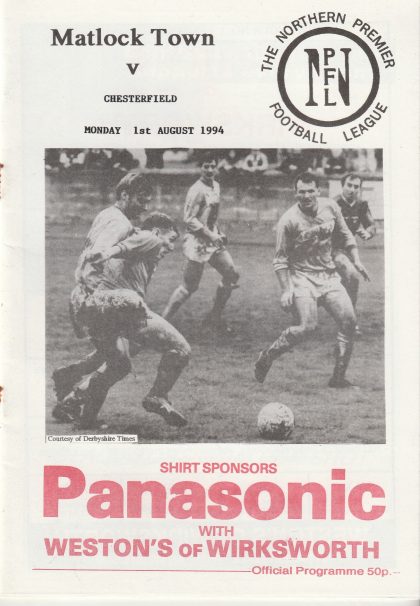 Matlock Town
v
CHESTERFIELD
MONDAY 1st AUGUST 1994
THE NORTHERN PREMIER
NPFL
FOOTBALL LEAGUE
Courtesy of Derbyshire Times
SHIRT SPONSORS
Panasonic
WITH
WESTON'S OF WIRKSWORTH
Official Programme 50p.